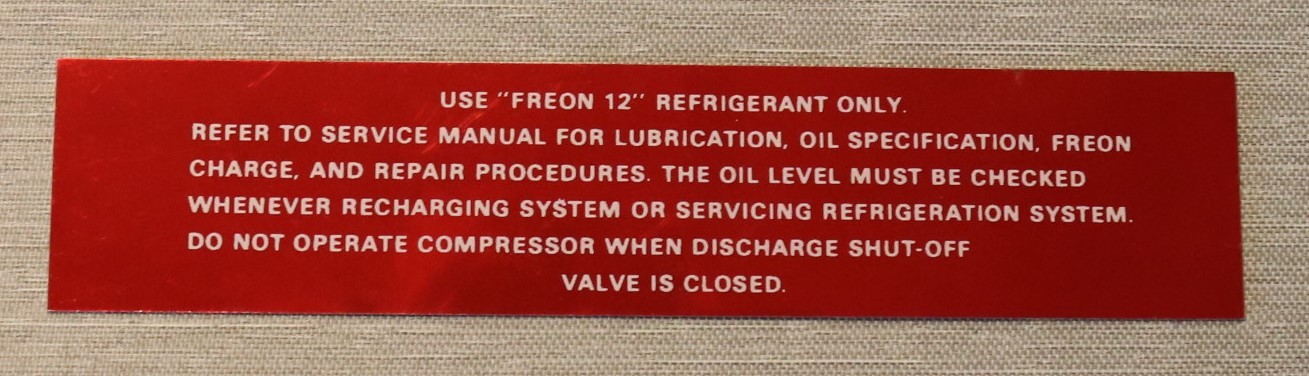 USE "FREON 12" REFRIGERANT ONLY.
REFER TO SERVICE MANUAL FOR LUBRICATION, OIL SPECIFICATION, FREON
CHARGE, AND REPAIR PROCEDURES. THE OIL LEVEL MUST BE CHECKED
WHENEVER RECHARGING SYSTEM OR SERVICING REFRIGERATION SYSTEM.
DO NOT OPERATE COMPRESSOR WHEN DISCHARGE SHUT-OFF
VALVE IS CLOSED.